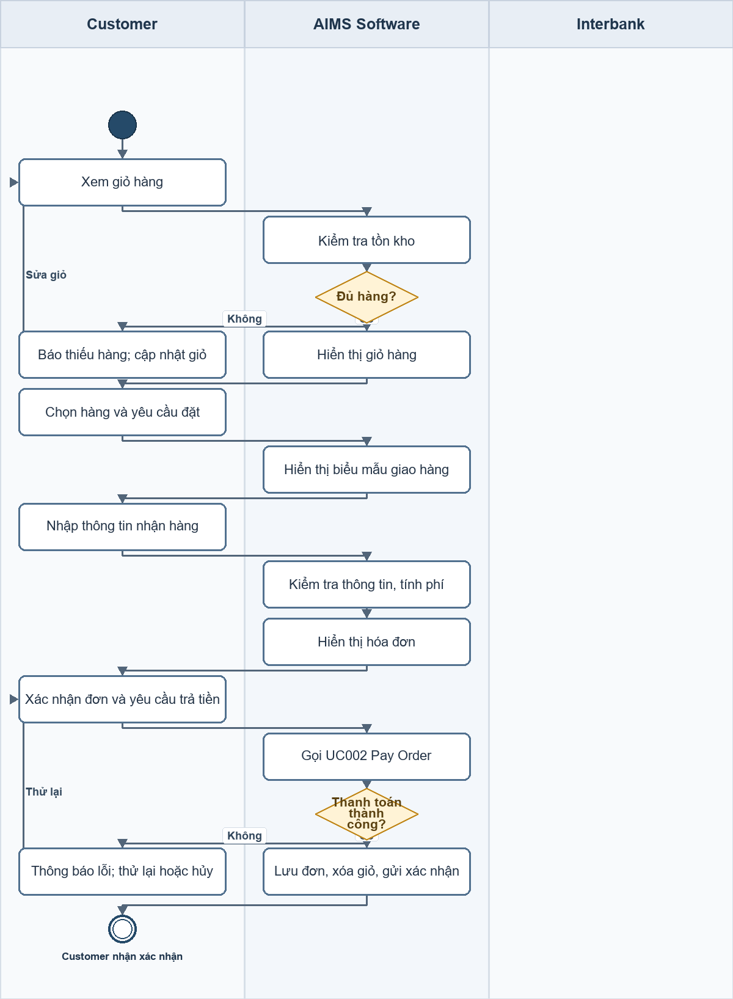 Customer
AIMS Software
Interbank
Xem giỏ hàng
Kiểm tra tồn kho
Sửa giỏ
Đủ hàng?
Không
Báo thiếu hàng; cập nhật giỏ
Hiển thị giỏ hàng
Chọn hàng và yêu cầu đặt
Hiển thị biểu mẫu giao hàng
Nhập thông tin nhận hàng
Kiểm tra thông tin, tính phí
Hiển thị hóa đơn
Xác nhận đơn và yêu cầu trả tiền
Gọi UC002 Pay Order
Thử lại
Thanh toán
thành
công?
Không
Thông báo lỗi; thử lại hoặc hủy
Lưu đơn, xóa giỏ, gửi xác nhận
Customer nhận xác nhận